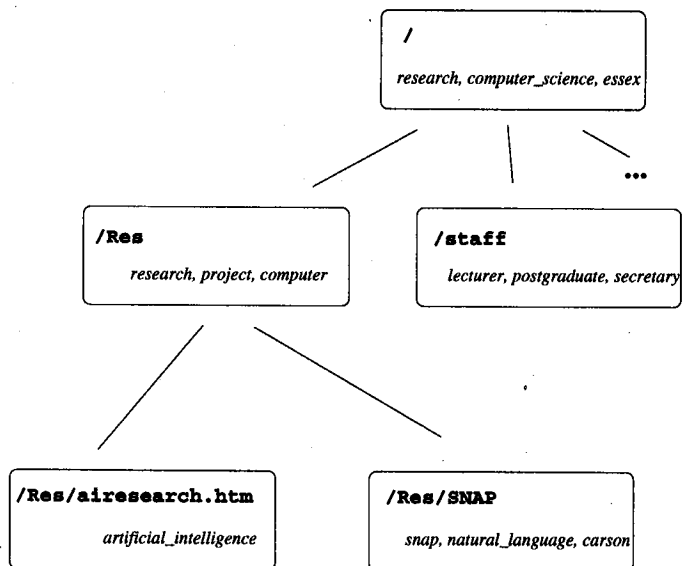 /
research, computer_science, essex
...
/Res
research, project, computer
/staff
lecturer, postgraduate, secretary
/Res/airesearch.htm
artificial_intelligence
/Res/SNAP
snap, natural_language, carson